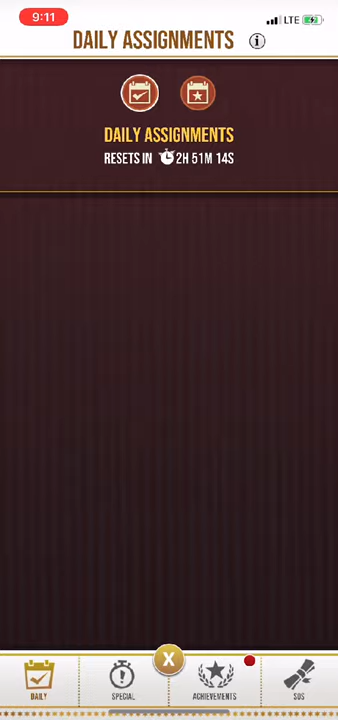 9:11
LTE
DAILY ASSIGNMENTS i
DAILY ASSIGNMENTS
RESETS IN 2H 51M 14S
X
DAILY
SPECIAL
ACHIEVEMENTS
SOS